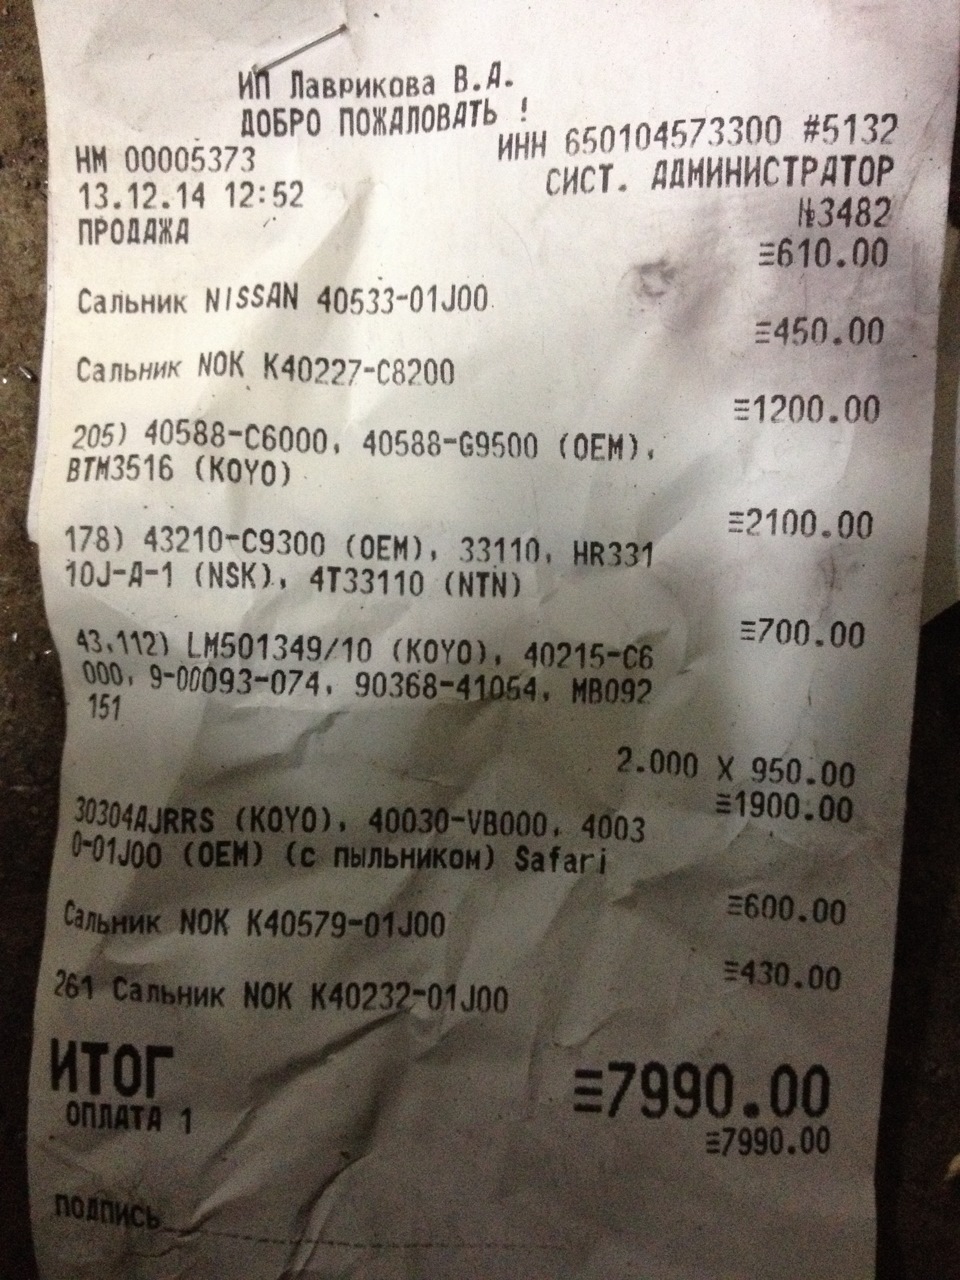 ИП Лаврикова В.А.
ДОБРО ПОЖАЛОВАТЬ !
ИНН 650104573300 #5132
НМ 00005373
СИСТ. АДМИНИСТРАТОР
13.12.14 12:52
№3482
ПРОДАЖА
≡610.00
Сальник NISSAN 40533-01J00
≡450.00
Сальник NOK K40227-C8200
≡1200.00
205) 40588-C6000, 40588-G9500 (OEM),
BTM3516 (KOYO)
≡2100.00
178) 43210-C9300 (OEM), 33110, HR331
10J-A-1 (NSK), 4T33110 (NTN)
≡700.00
43,112) LM501349/10 (KOYO), 40215-C6
000, 9-00093-074, 90368-41054, MB092
151
2.000 X 950.00
≡1900.00
30304AJRRS (KOYO), 40030-VB000, 4003
0-01J00 (OEM) (с пыльником) Safari
≡600.00
Сальник NOK K40579-01J00
≡430.00
261 Сальник NOK K40232-01J00
ИТОГ ≡7990.00
ОПЛАТА 1 ≡7990.00
подпись